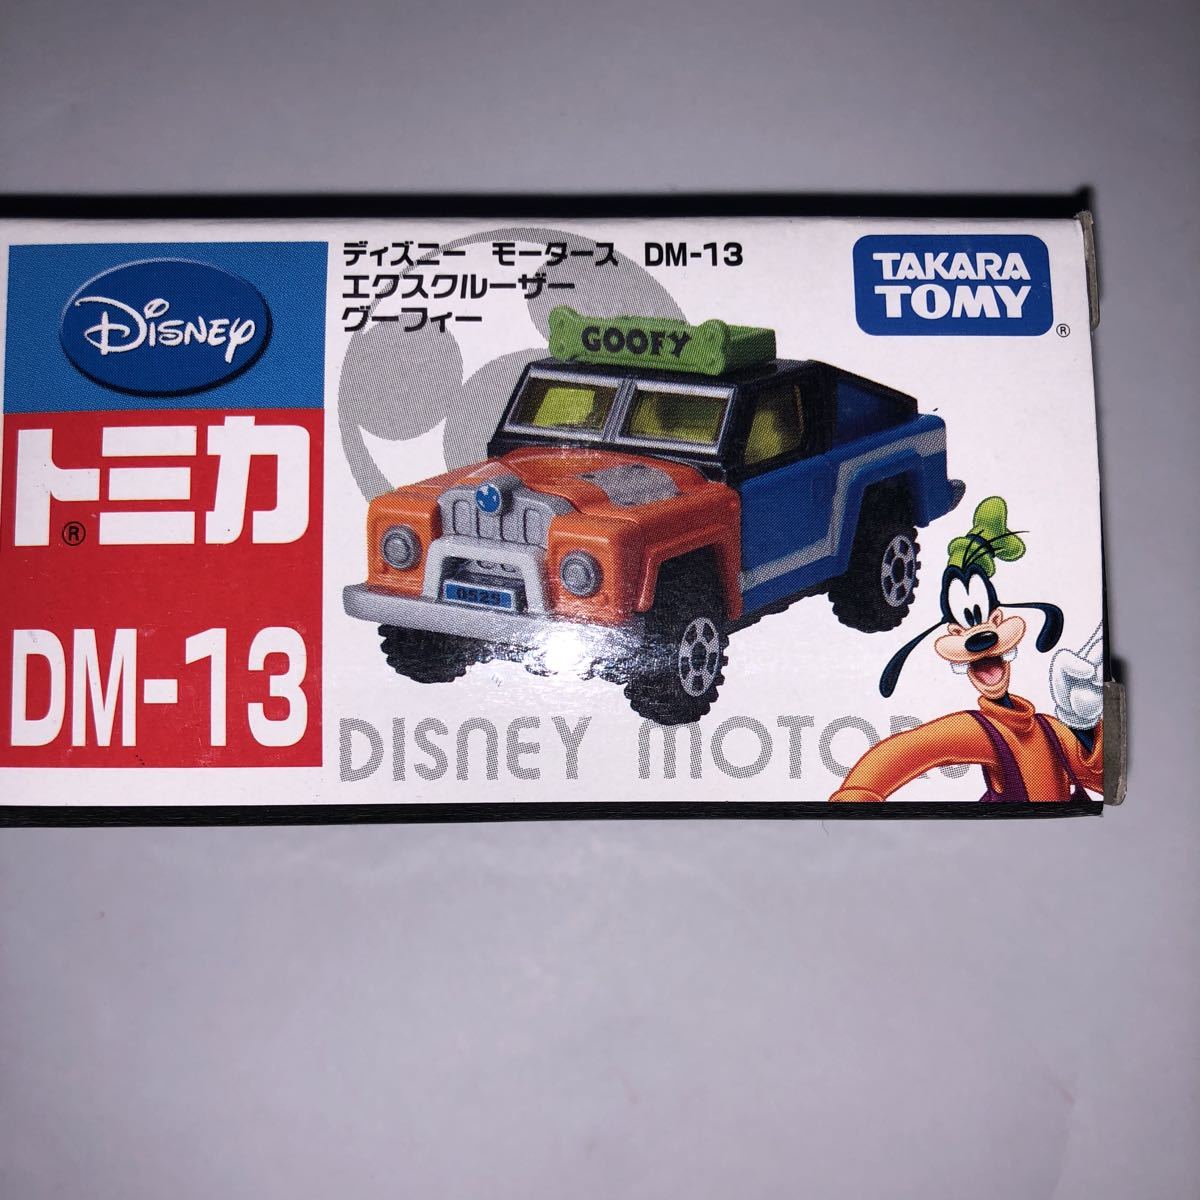 DISNEY
トミカ
®
DM-13
ディズニー モータース DM-13
エクスクルーザー
グーフィー
TAKARA
TOMY
®
GOOFY
0525
DISNEY MOTORS